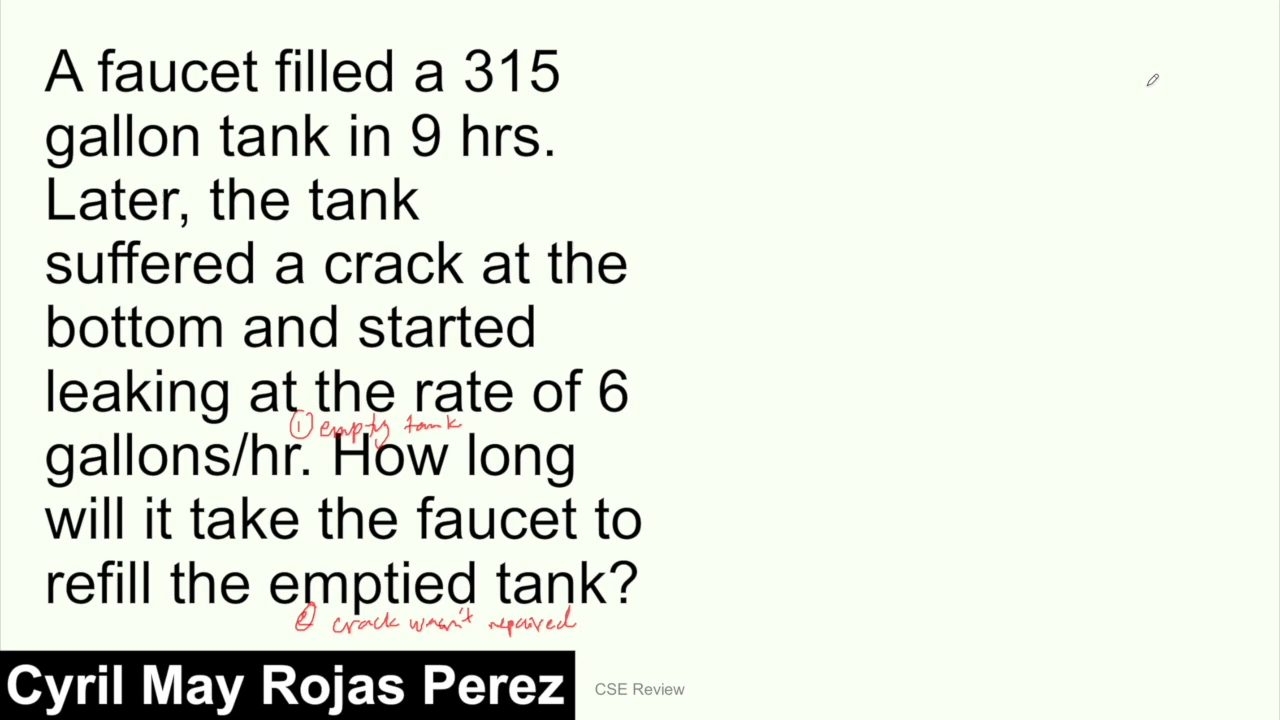 A faucet filled a 315
gallon tank in 9 hrs.
Later, the tank
suffered a crack at the
bottom and started
leaking at the rate of 6
① empty tank
gallons/hr. How long
will it take the faucet to
refill the emptied tank?
② crack wasn't repaired
Cyril May Rojas Perez
CSE Review